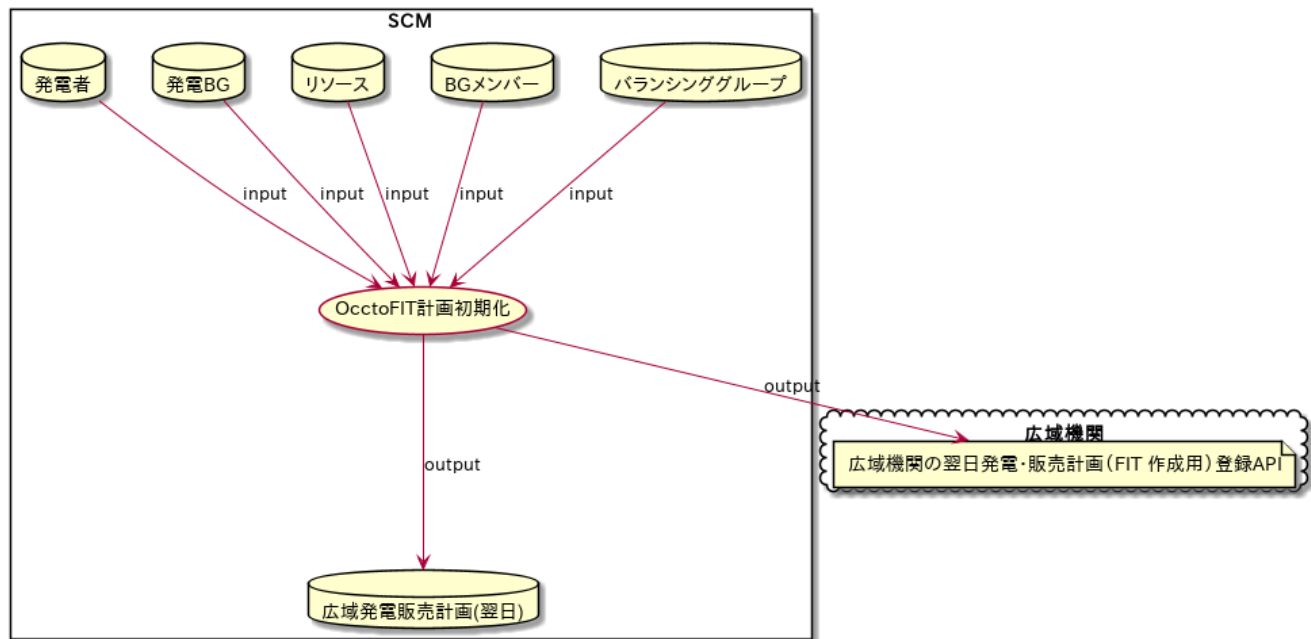 SCM
発電者
発電BG
リソース
BGメンバー
バランシンググループ
input
input
input
input
input
OcctoFIT計画初期化
output
output
広域機関
広域機関の翌日発電・販売計画（FIT 作成用）登録API
広域発電販売計画(翌日)